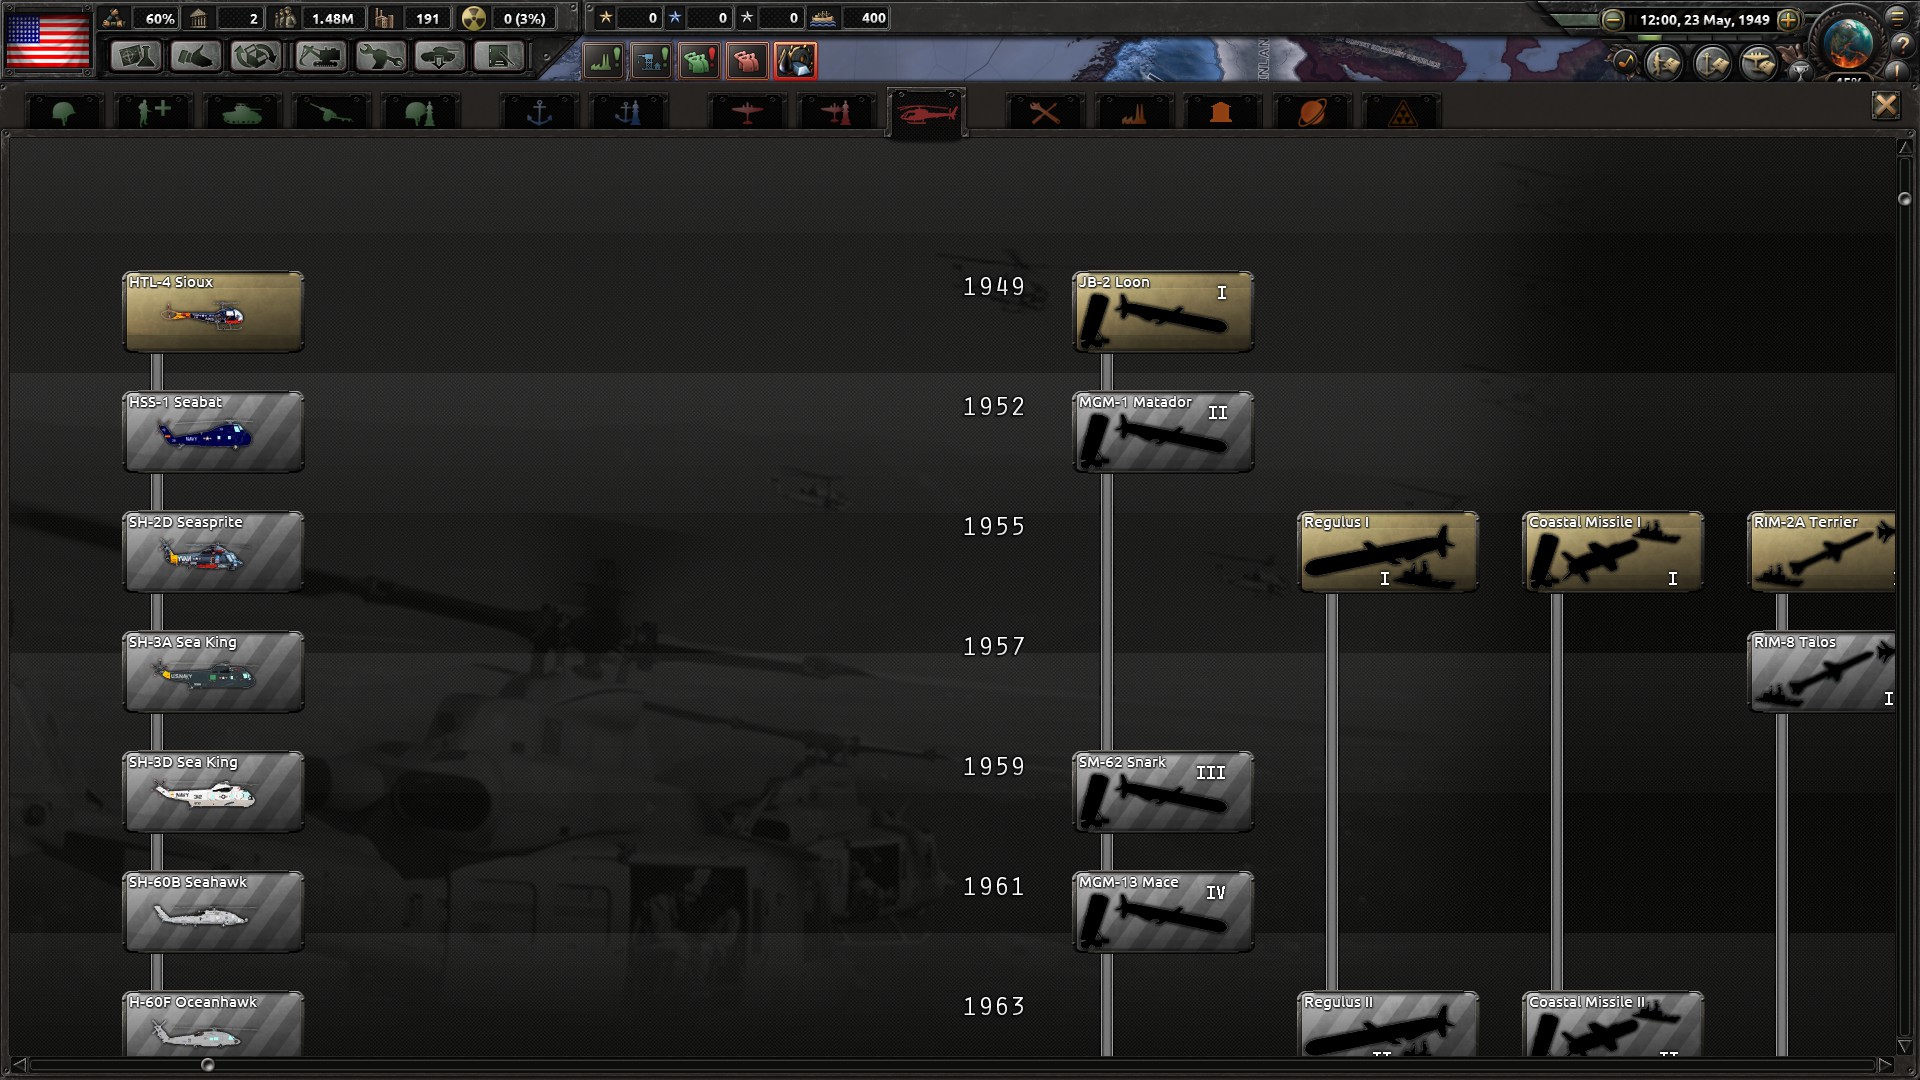 60% 2 1.48M 191 0 (3%) 0 0 0 400 12:00, 23 May, 1949
HTL-4 Sioux
1949
JB-2 Loon
I
HSS-1 Seabat
1952
MGM-1 Matador
II
SH-2D Seasprite
1955
Regulus I
I
Coastal Missile I
I
RIM-2A Terrier
SH-3A Sea King
1957
RIM-8 Talos
SH-3D Sea King
1959
SM-62 Snark
III
SH-60B Seahawk
1961
MGM-13 Mace
IV
H-60F Oceanhawk
1963
Regulus II
II
Coastal Missile II
II